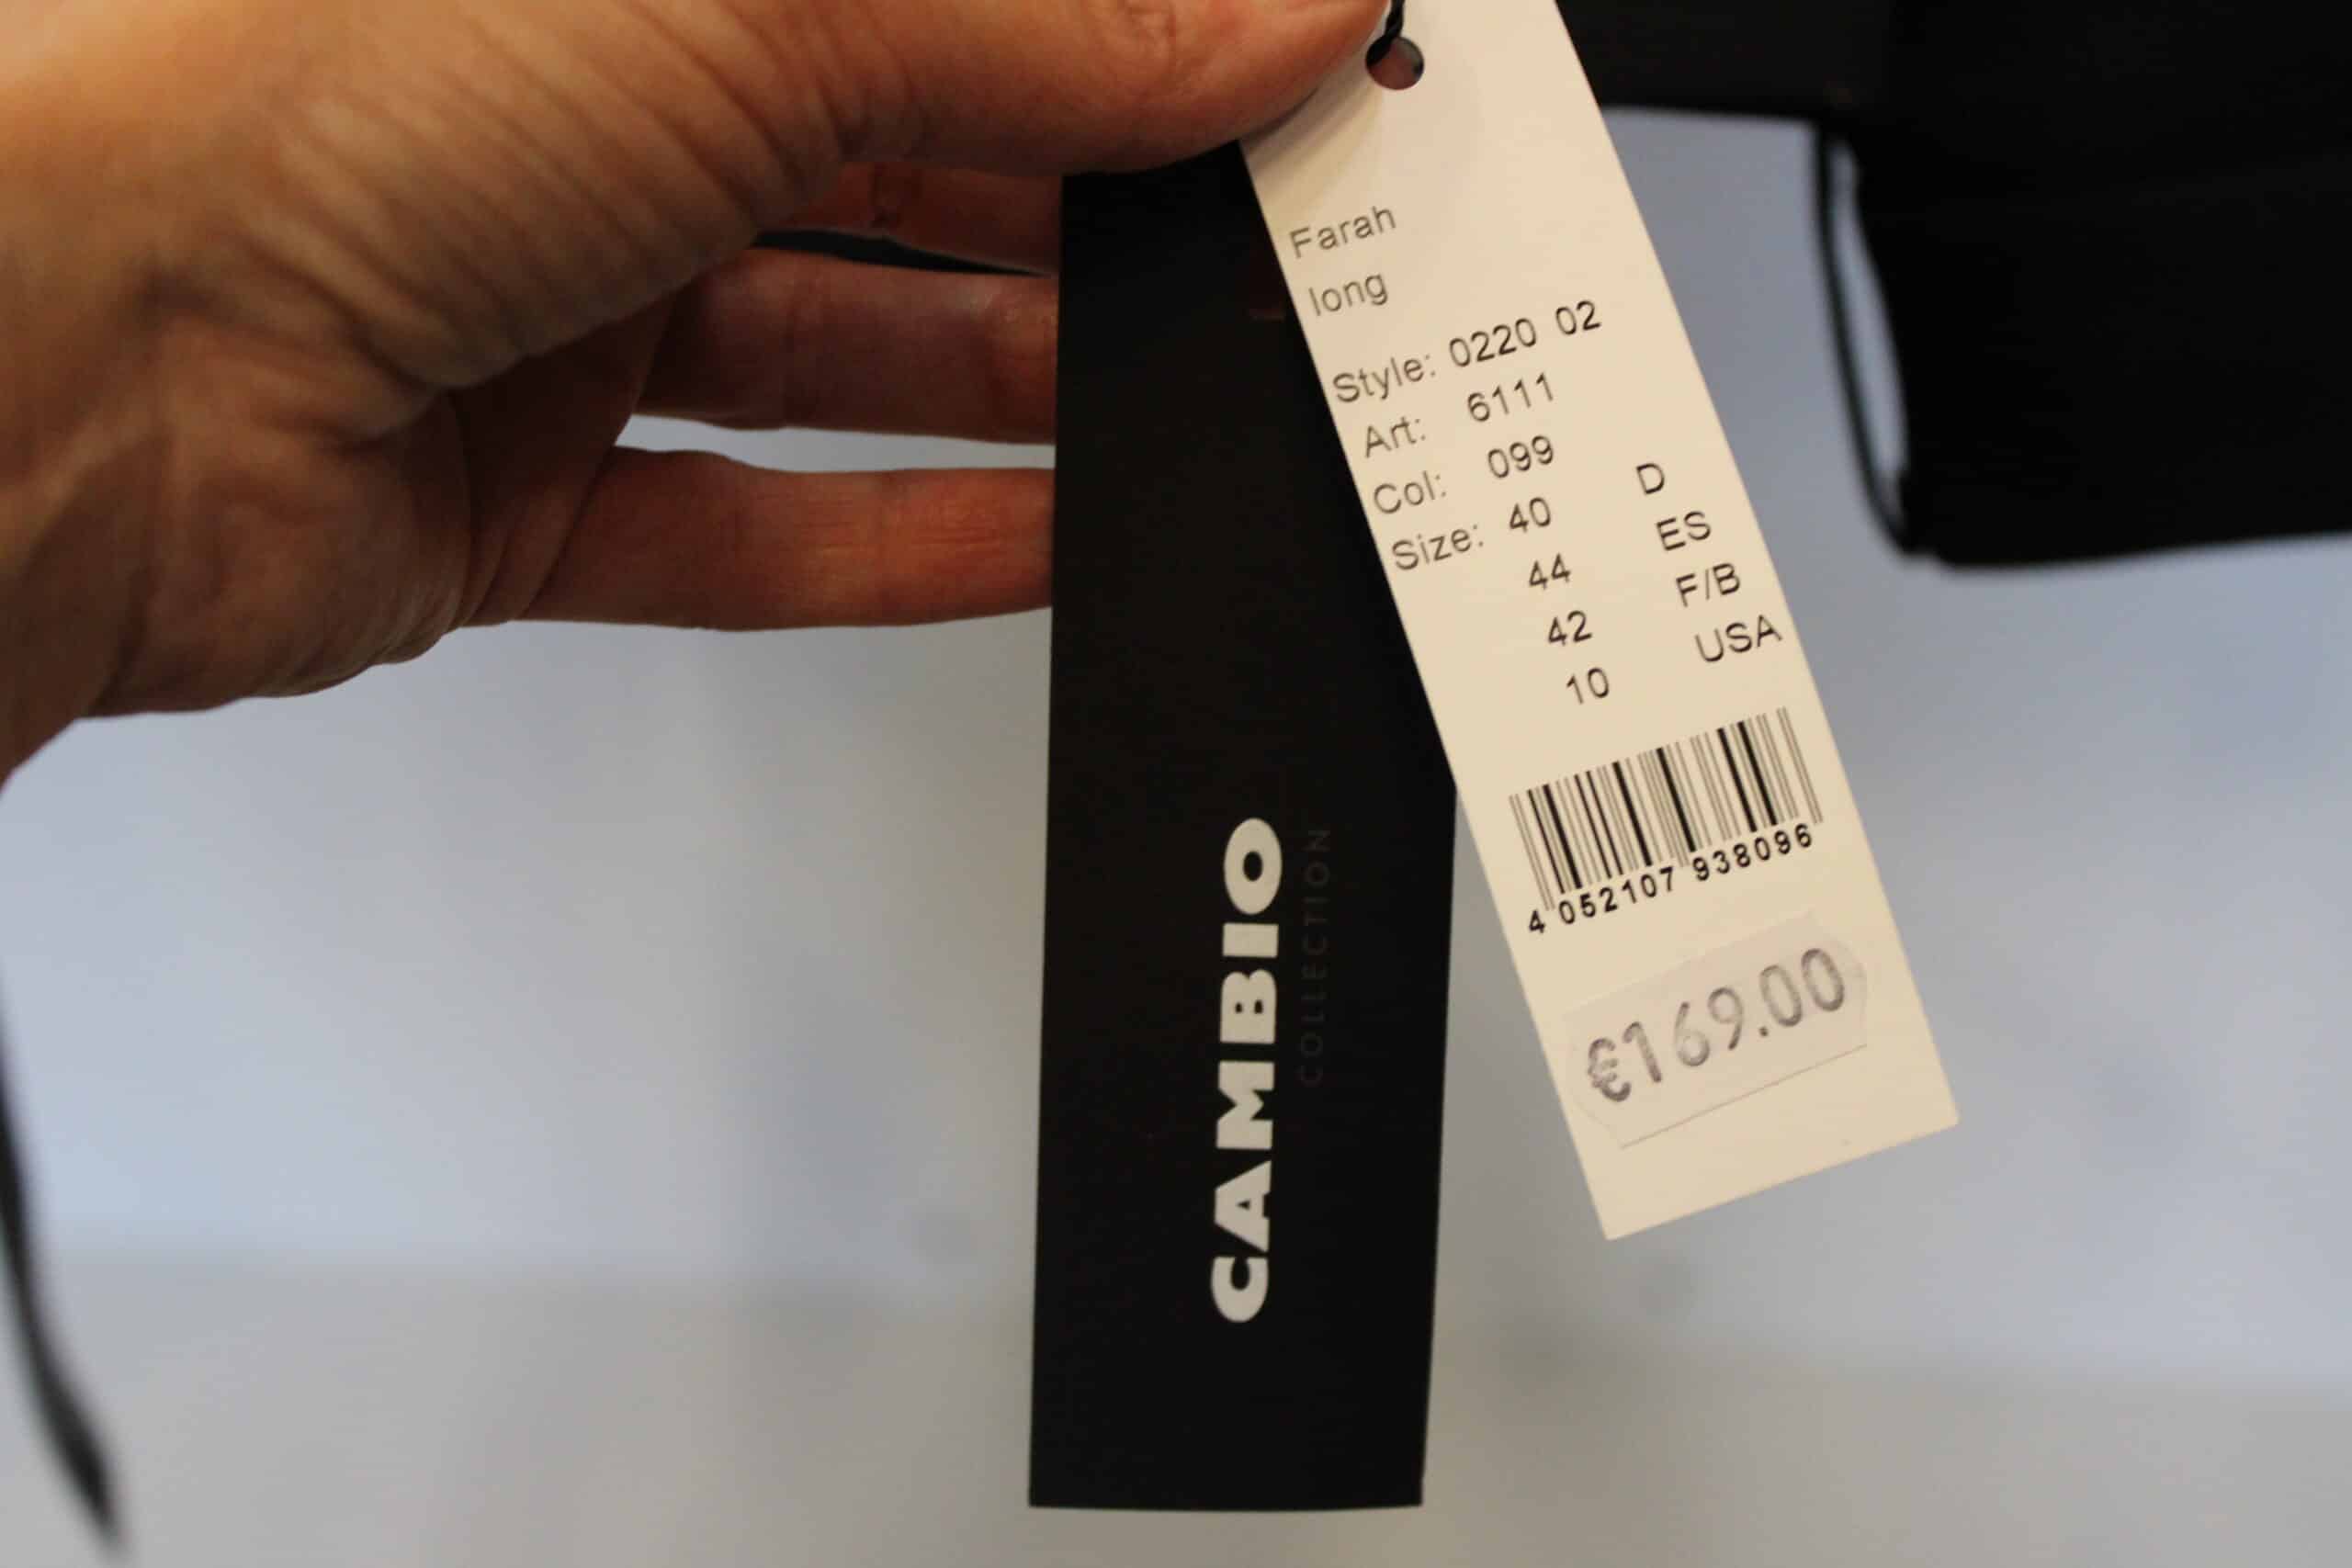 Farah
long
Style: 0220 02
Art: 6111
Col: 099
Size: 40 D
44 ES
42 F/B
10 USA
4 052107 938096
€169.00
CAMBIO
COLLECTION